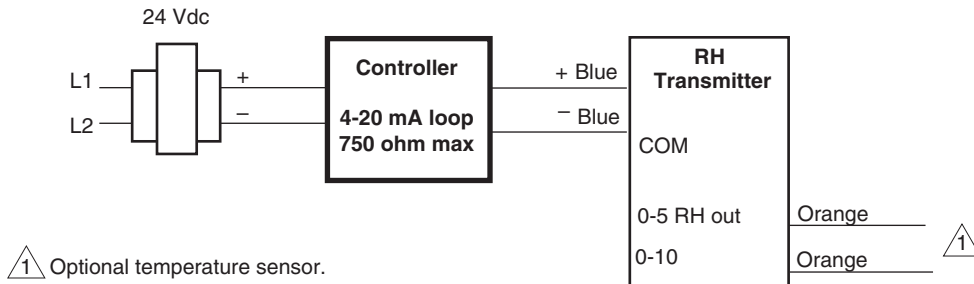 24 Vdc
L1
L2
+
–
Controller
4-20 mA loop
750 ohm max
+ Blue
– Blue
RH
Transmitter
COM
0-5 RH out
0-10
Orange
Orange
1
1 Optional temperature sensor.